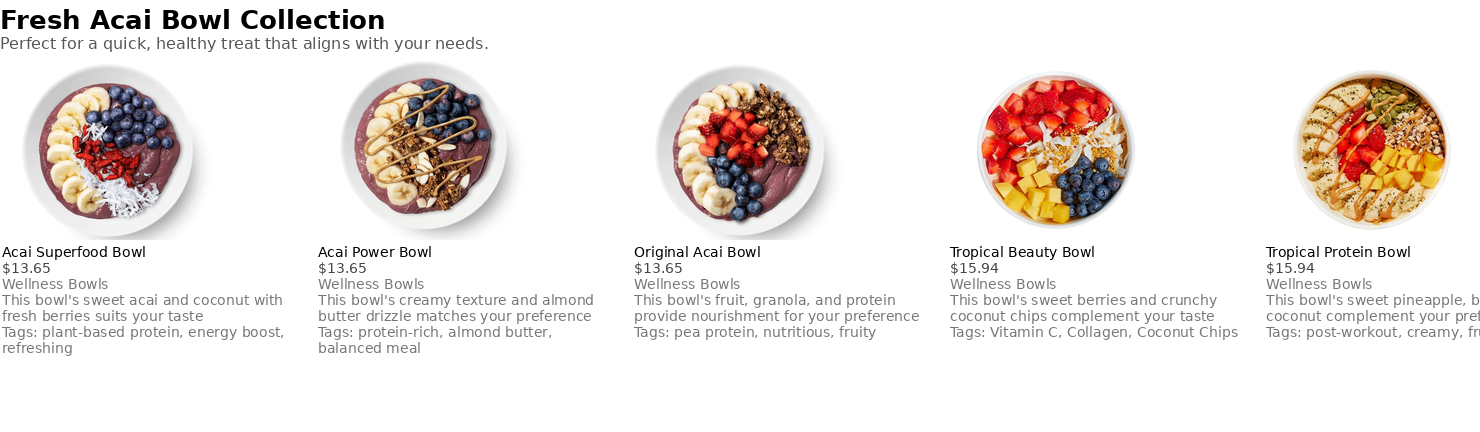 Fresh Acai Bowl Collection
Perfect for a quick, healthy treat that aligns with your needs.
Acai Superfood Bowl
$13.65
Wellness Bowls
This bowl's sweet acai and coconut with
fresh berries suits your taste
Tags: plant-based protein, energy boost,
refreshing
Acai Power Bowl
$13.65
Wellness Bowls
This bowl's creamy texture and almond
butter drizzle matches your preference
Tags: protein-rich, almond butter,
balanced meal
Original Acai Bowl
$13.65
Wellness Bowls
This bowl's fruit, granola, and protein
provide nourishment for your preference
Tags: pea protein, nutritious, fruity
Tropical Beauty Bowl
$15.94
Wellness Bowls
This bowl's sweet berries and crunchy
coconut chips complement your taste
Tags: Vitamin C, Collagen, Coconut Chips
Tropical Protein Bowl
$15.94
Wellness Bowls
This bowl's sweet pineapple,
coconut complement your
Tags: post-workout, creamy,